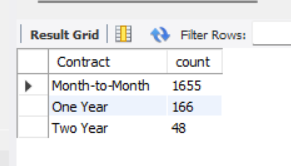 Result Grid Filter Rows:
Contract count
Month-to-Month 1655
One Year 166
Two Year 48